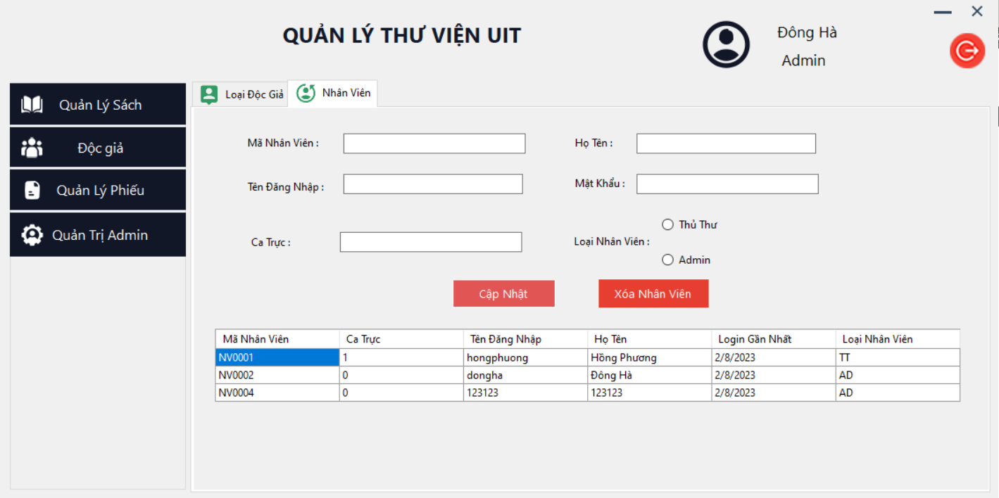 QUẢN LÝ THƯ VIỆN UIT
Đông Hà
Admin
Quản Lý Sách
Độc giả
Quản Lý Phiếu
Quản Trị Admin
Loại Độc Giả
Nhân Viên
Mã Nhân Viên :
Họ Tên :
Tên Đăng Nhập :
Mật Khẩu :
Ca Trực :
Loại Nhân Viên :
Thủ Thư
Admin
Cập Nhật
Xóa Nhân Viên
Mã Nhân Viên Ca Trực Tên Đăng Nhập Họ Tên Login Gần Nhất Loại Nhân Viên
NV0001 1 hongphuong Hồng Phương 2/8/2023 TT
NV0002 0 dongha Đông Hà 2/8/2023 AD
NV0004 0 123123 123123 2/8/2023 AD